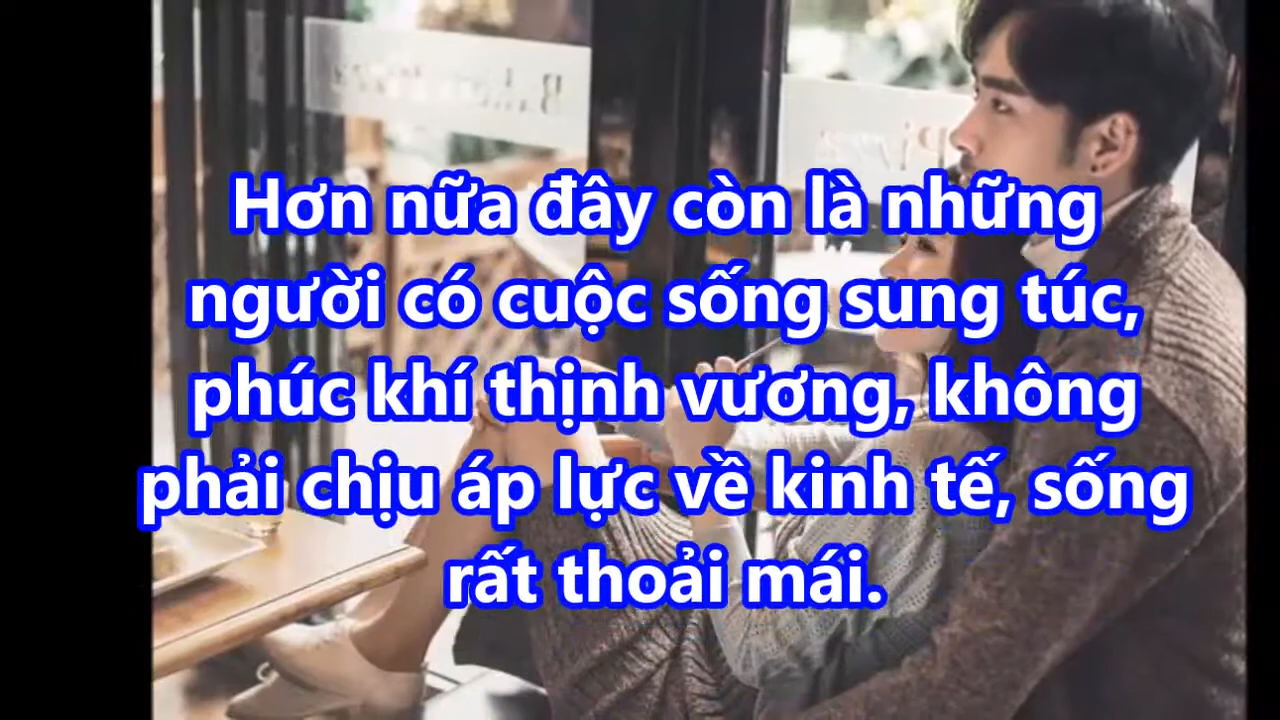 Hơn nữa đây còn là những
người có cuộc sống sung túc,
phúc khí thịnh vương, không
phải chịu áp lực về kinh tế, sống
rất thoải mái.